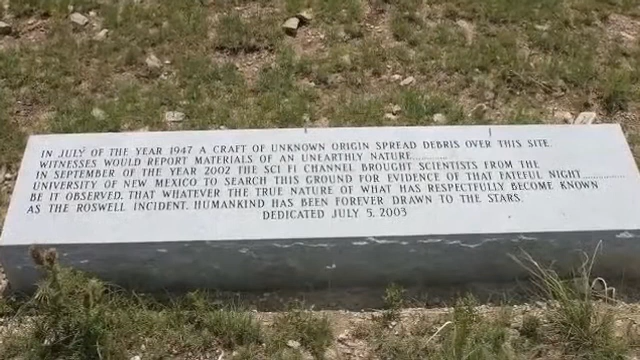 IN JULY OF THE YEAR 1947 A CRAFT OF UNKNOWN ORIGIN SPREAD DEBRIS OVER THIS SITE.
WITNESSES WOULD REPORT MATERIALS OF AN UNEARTHLY NATURE..........
IN SEPTEMBER OF THE YEAR 2002 THE SCI FI CHANNEL BROUGHT SCIENTISTS FROM THE
UNIVERSITY OF NEW MEXICO TO SEARCH THIS GROUND FOR EVIDENCE OF THAT FATEFUL NIGHT..............
BE IT OBSERVED, THAT WHATEVER THE TRUE NATURE OF WHAT HAS RESPECTFULLY BECOME KNOWN
AS THE ROSWELL INCIDENT, HUMANKIND HAS BEEN FOREVER DRAWN TO THE STARS.
DEDICATED JULY 5, 2003